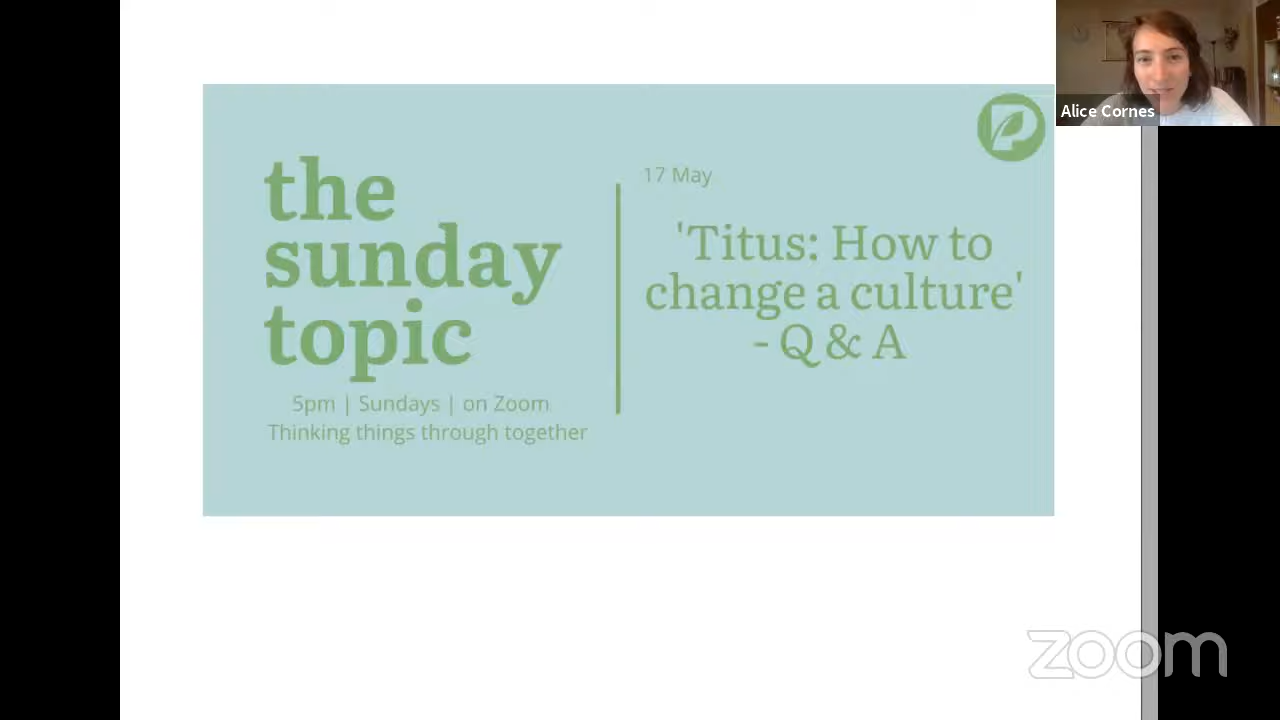 Alice Cornes
the
sunday
topic
5pm | Sundays | on Zoom
Thinking things through together
17 May
'Titus: How to
change a culture'
- Q & A
P
zoom